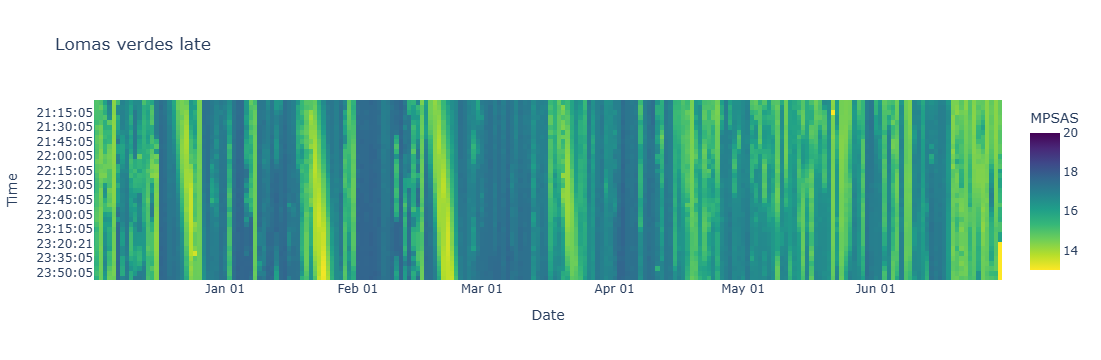 Lomas verdes late
MPSAS
20
18
16
14
Time
21:15:05
21:30:05
21:45:05
22:00:05
22:15:05
22:30:05
22:45:05
23:00:05
23:15:05
23:20:21
23:35:05
23:50:05
Jan 01
Feb 01
Mar 01
Apr 01
May 01
Jun 01
Date